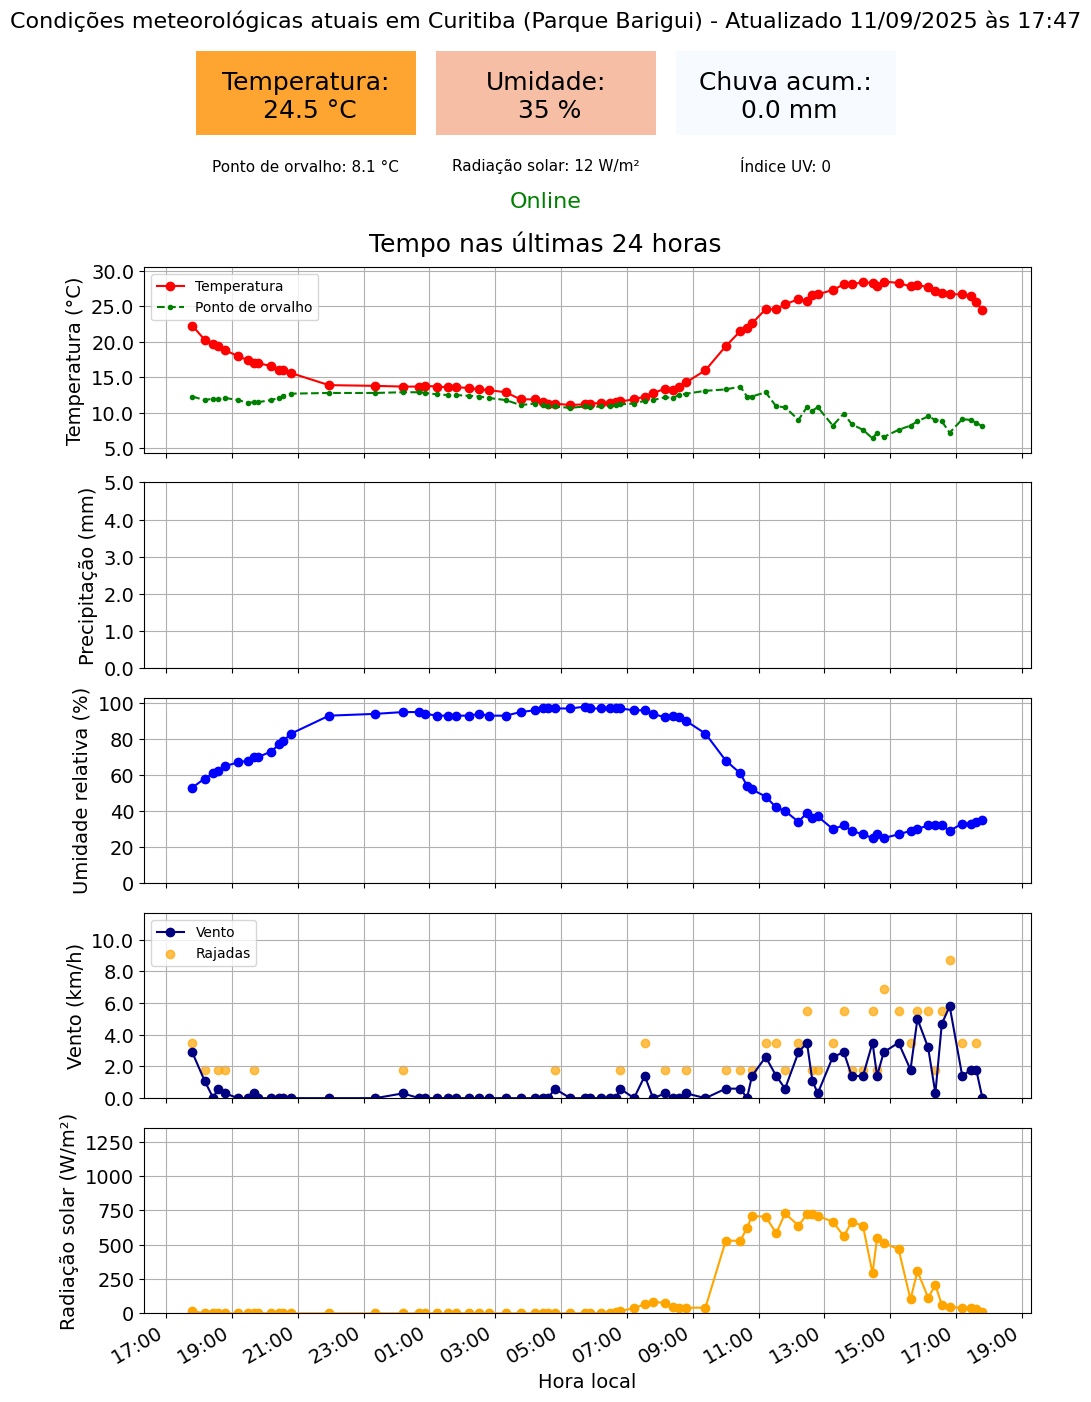 Condições meteorológicas atuais em Curitiba (Parque Barigui) - Atualizado 11/09/2025 às 17:47
Temperatura:
24.5 °C
Umidade:
35 %
Chuva acum.:
0.0 mm
Ponto de orvalho: 8.1 °C
Radiação solar: 12 W/m²
Índice UV: 0
Online
Tempo nas últimas 24 horas
Temperatura (°C)
30.0
25.0
20.0
15.0
10.0
5.0
Temperatura
Ponto de orvalho
Precipitação (mm)
5.0
4.0
3.0
2.0
1.0
0.0
Umidade relativa (%)
100
80
60
40
20
0
Vento (km/h)
10.0
8.0
6.0
4.0
2.0
0.0
Vento
Rajadas
Radiação solar (W/m²)
1250
1000
750
500
250
0
17:00 19:00 21:00 23:00 01:00 03:00 05:00 07:00 09:00 11:00 13:00 15:00 17:00 19:00
Hora local